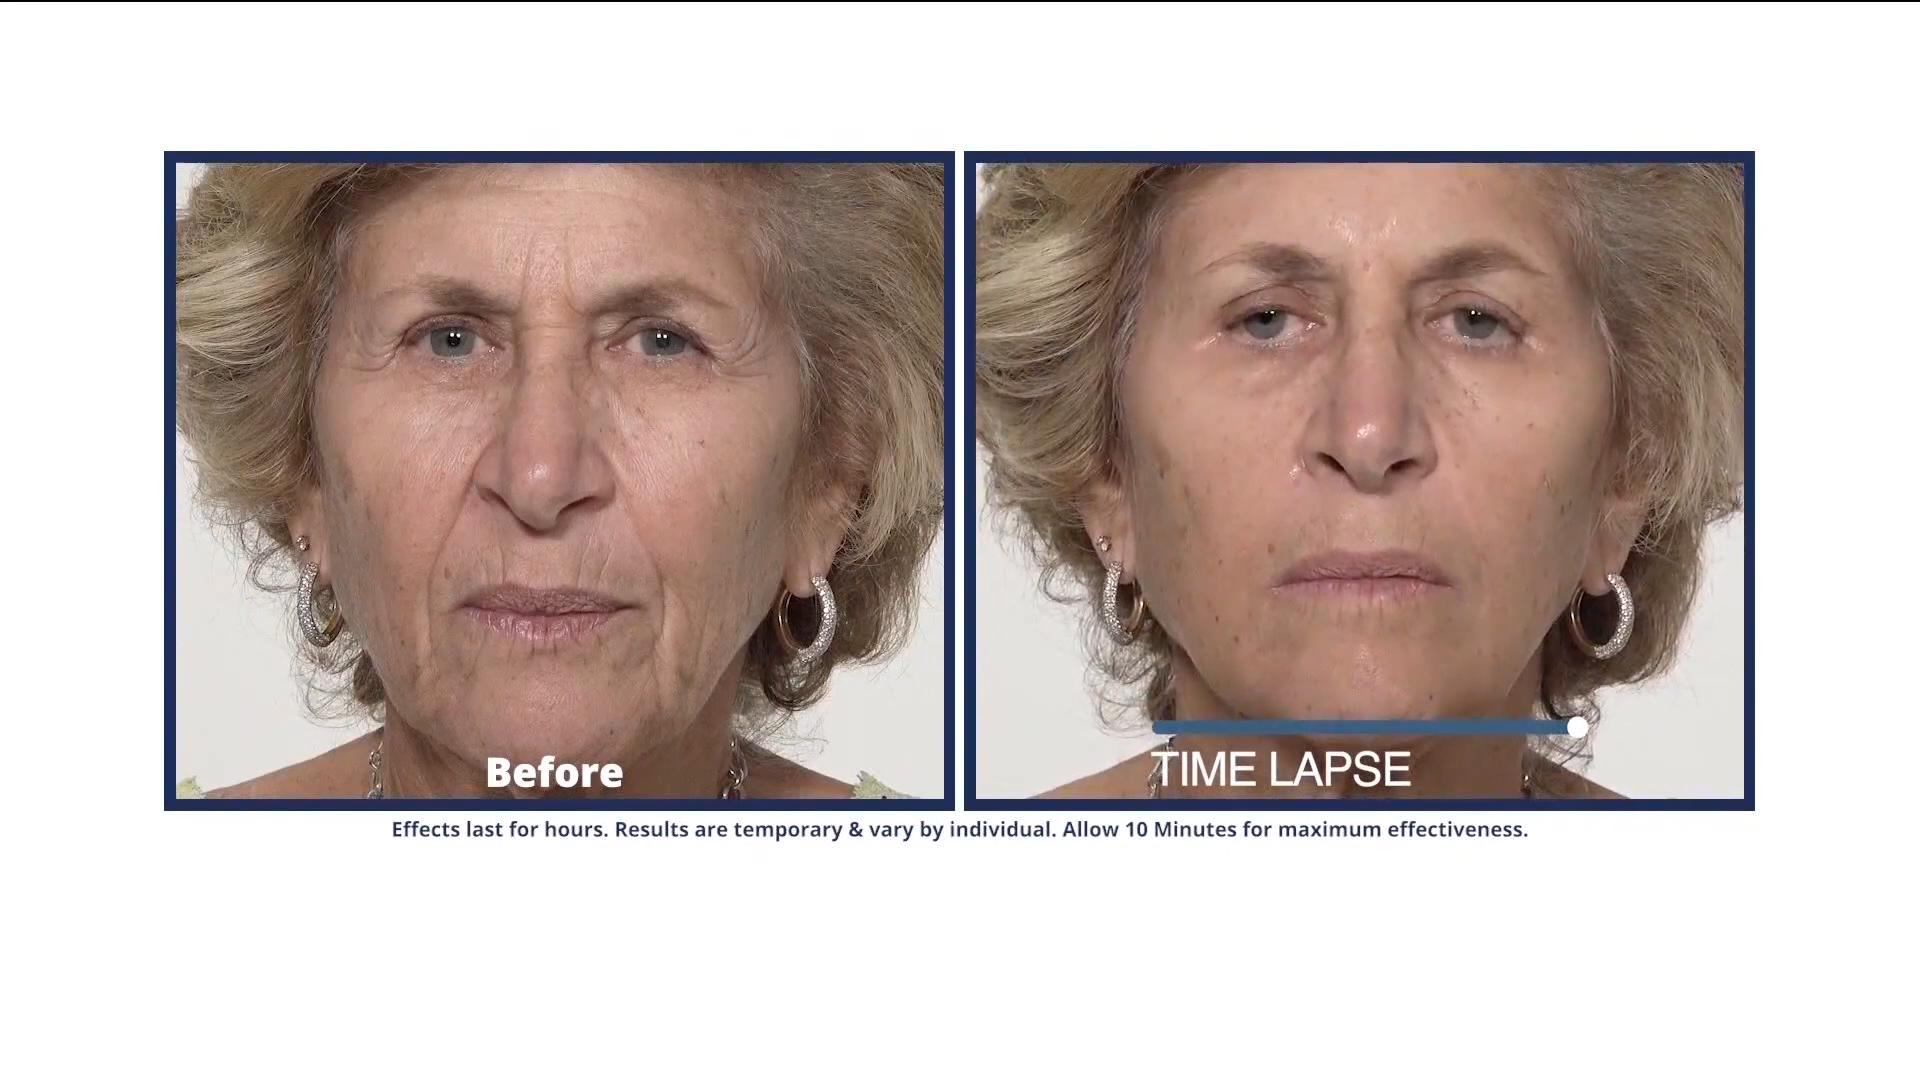 Before
TIME LAPSE
Effects last for hours. Results are temporary & vary by individual. Allow 10 Minutes for maximum effectiveness.